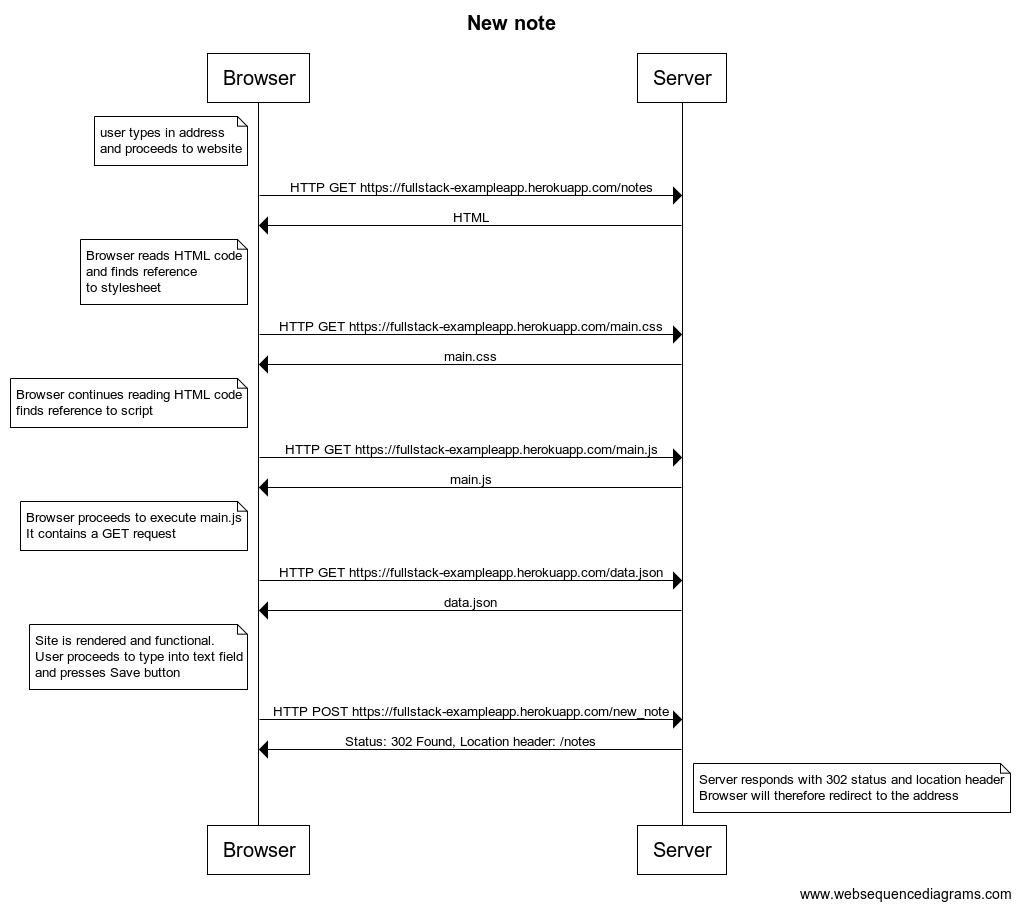 New note
Browser
Server
user types in address
and proceeds to website
HTTP GET https://fullstack-exampleapp.herokuapp.com/notes
HTML
Browser reads HTML code
and finds reference
to stylesheet
HTTP GET https://fullstack-exampleapp.herokuapp.com/main.css
main.css
Browser continues reading HTML code
finds reference to script
HTTP GET https://fullstack-exampleapp.herokuapp.com/main.js
main.js
Browser proceeds to execute main.js
It contains a GET request
HTTP GET https://fullstack-exampleapp.herokuapp.com/data.json
data.json
Site is rendered and functional.
User proceeds to type into text field
and presses Save button
HTTP POST https://fullstack-exampleapp.herokuapp.com/new_note
Status: 302 Found, Location header: /notes
Server responds with 302 status and location header
Browser will therefore redirect to the address
Browser
Server
www.websequencediagrams.com